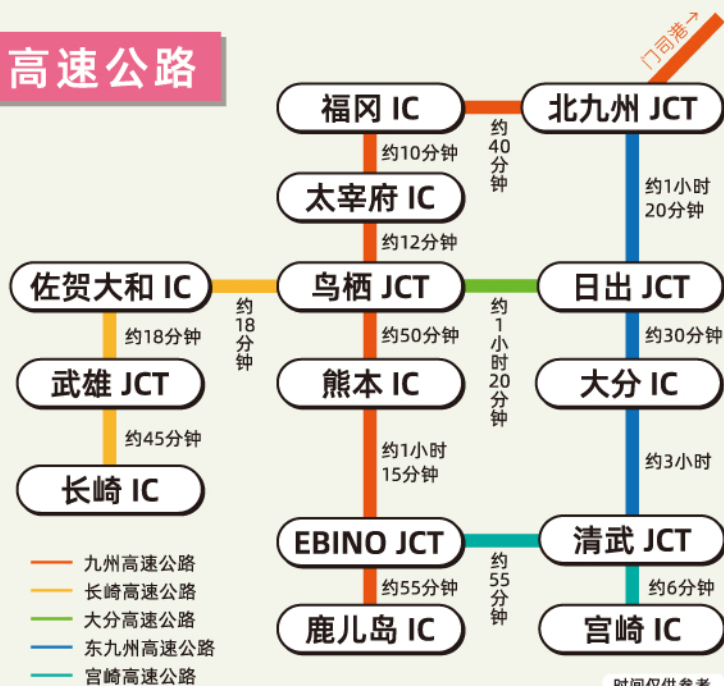 高速公路
门司港→
福冈 IC
约40分钟
北九州 JCT
约10分钟
约1小时
20分钟
太宰府 IC
约12分钟
佐贺大和 IC
约18分钟
鸟栖 JCT
约1小时20分钟
日出 JCT
约18分钟
约50分钟
约30分钟
武雄 JCT
熊本 IC
大分 IC
约45分钟
约1小时
15分钟
约3小时
长崎 IC
EBINO JCT
约55分钟
清武 JCT
约55分钟
约6分钟
鹿儿岛 IC
宫崎 IC
九州高速公路
长崎高速公路
大分高速公路
东九州高速公路
宫崎高速公路
时间仅供参考